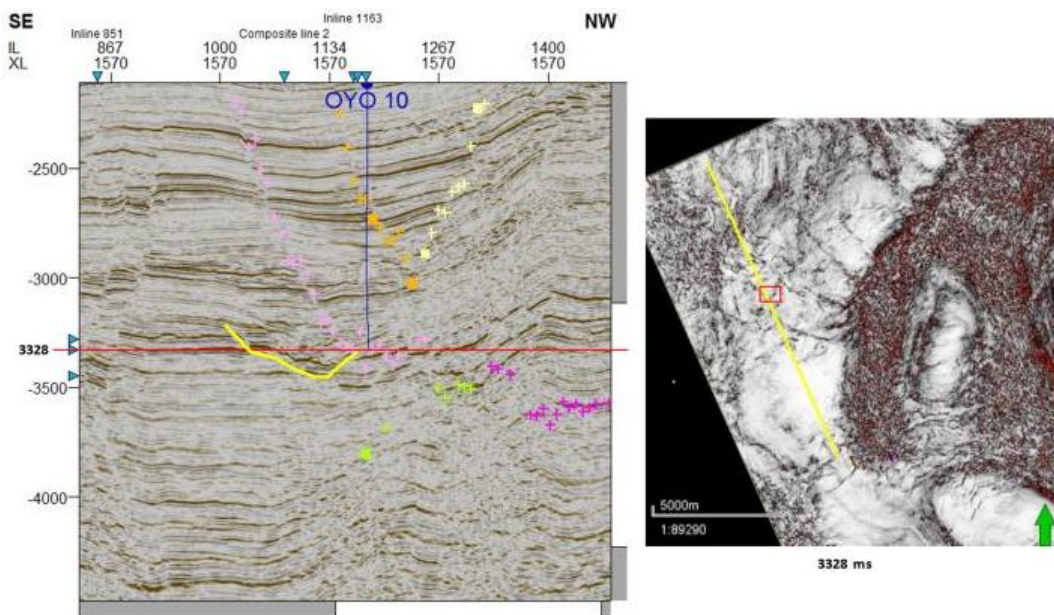 SE
Inline 1163
NW
Inline 851
Composite line 2
IL 867 1000 1134 1267 1400
XL 1570 1570 1570 1570 1570
OYO 10
-2500
-3000
3328
-3500
-4000
5000m
1:89290
3328 ms